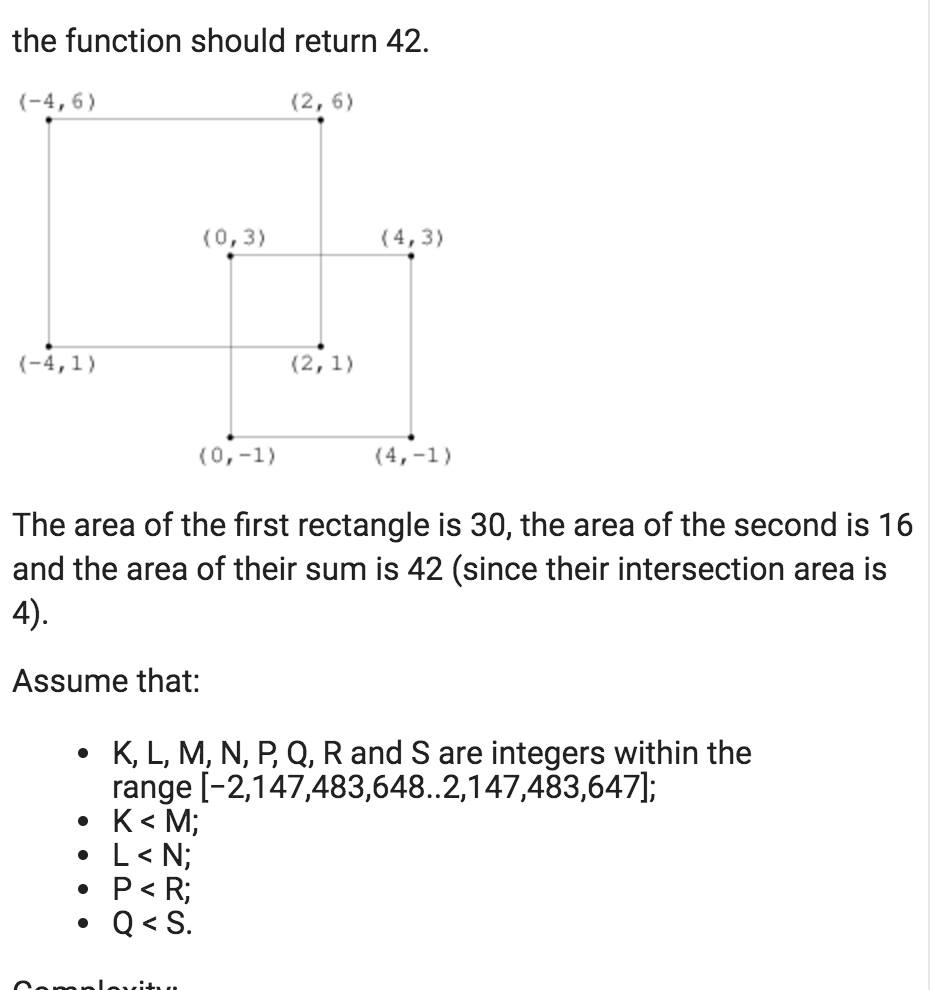 the function should return 42.
(-4,6) (2,6)
(0,3) (4,3)
(-4,1) (2,1)
(0,-1) (4,-1)
The area of the first rectangle is 30, the area of the second is 16
and the area of their sum is 42 (since their intersection area is
4).
Assume that:
• K, L, M, N, P, Q, R and S are integers within the
range [−2,147,483,648..2,147,483,647];
• K < M;
• L < N;
• P < R;
• Q < S.
Complexity: